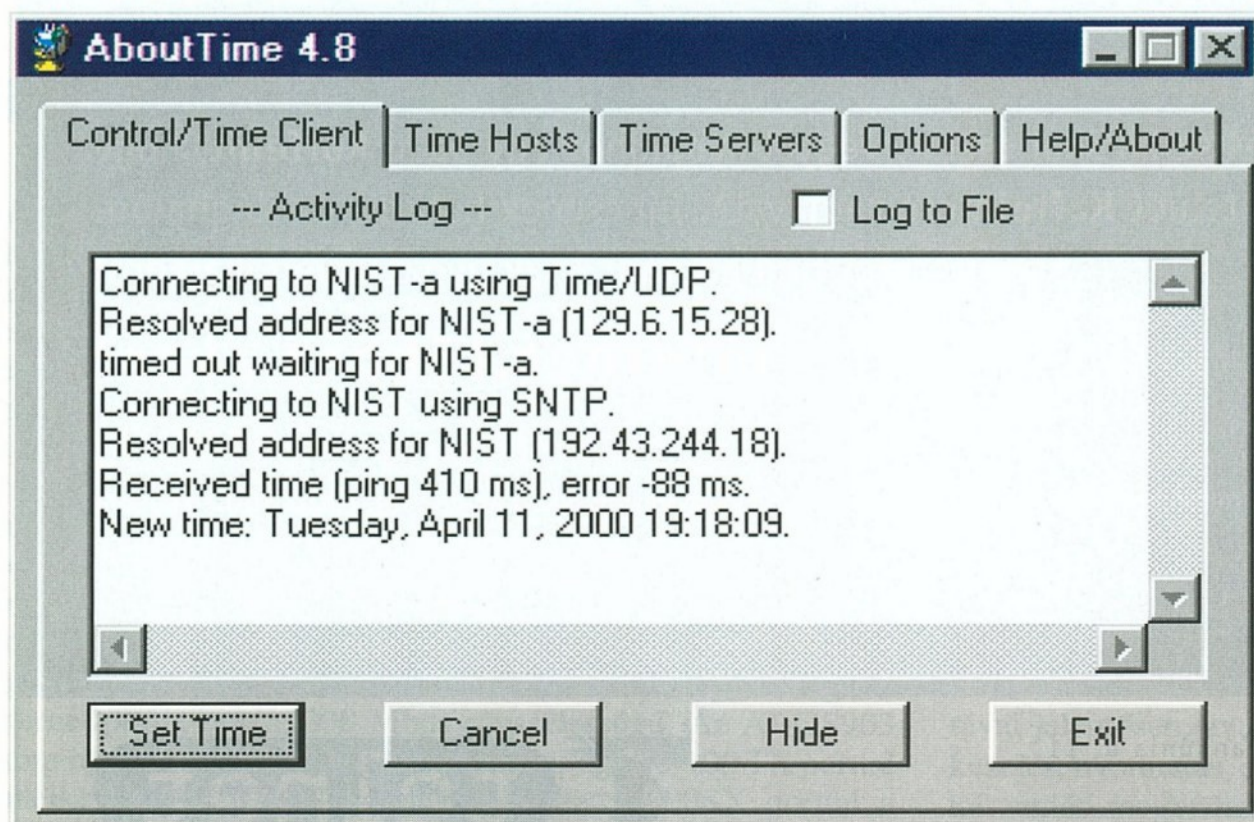 AboutTime 4.8
Control/Time Client Time Hosts Time Servers Options Help/About
--- Activity Log --- Log to File
Connecting to NIST-a using Time/UDP.
Resolved address for NIST-a (129.6.15.28).
timed out waiting for NIST-a.
Connecting to NIST using SNTP.
Resolved address for NIST (192.43.244.18).
Received time (ping 410 ms), error -88 ms.
New time: Tuesday, April 11, 2000 19:18:09.
Set Time Cancel Hide Exit